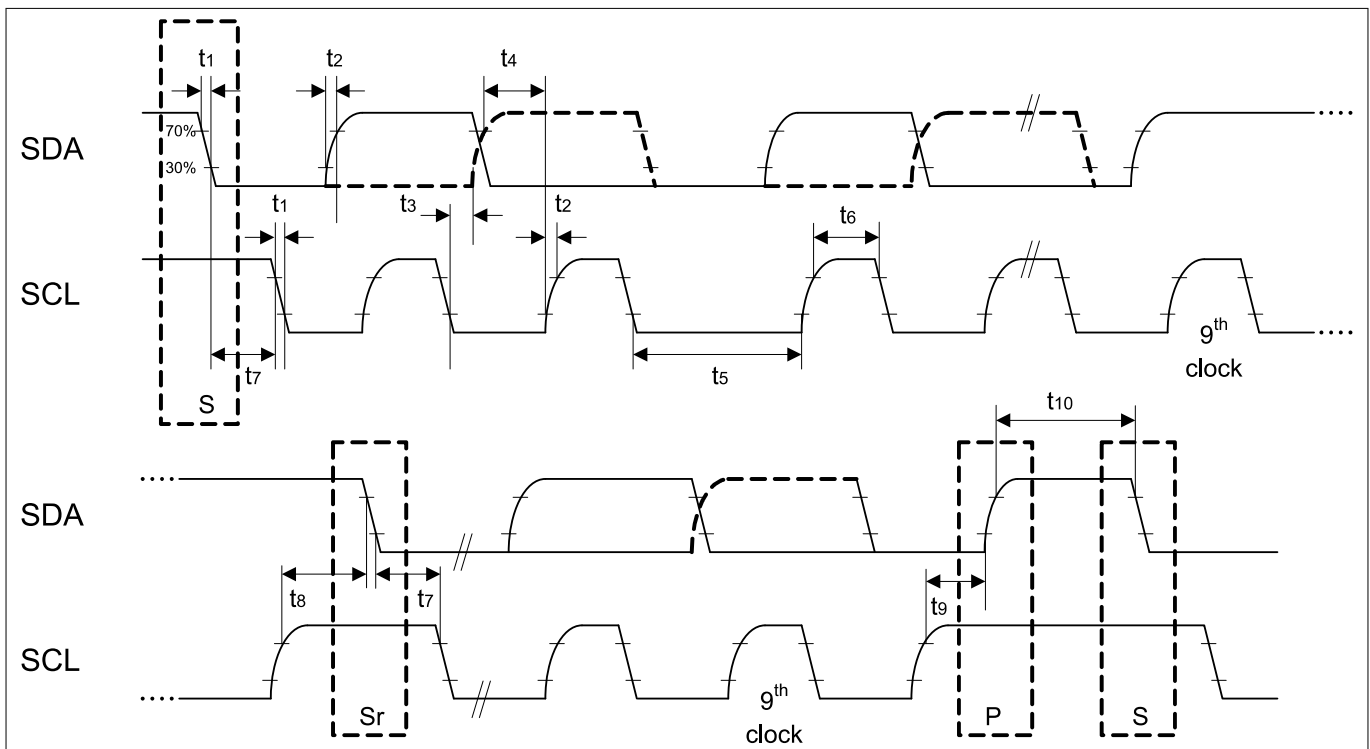 t1 t2 t4
70%
SDA
30%
t1 t3 t2 t6
SCL
9th
t7 t5 clock
S
t10
SDA
t8 t7 t9
SCL
9th
Sr P S
clock